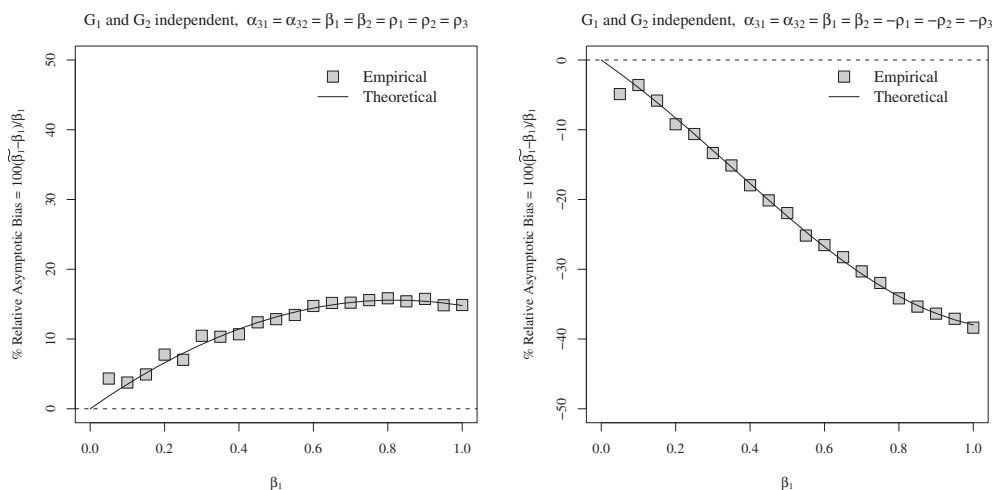 G₁ and G₂ independent, α₃₁ = α₃₂ = β₁ = β₂ = ρ₁ = ρ₂ = ρ₃
% Relative Asymptotic Bias = 100(β̃₁−β₁)/β₁
50
40
30
20
10
0
Empirical
Theoretical
0.0 0.2 0.4 0.6 0.8 1.0
β₁
G₁ and G₂ independent, α₃₁ = α₃₂ = β₁ = β₂ = −ρ₁ = −ρ₂ = −ρ₃
% Relative Asymptotic Bias = 100(β̃₁−β₁)/β₁
0
−10
−20
−30
−40
−50
Empirical
Theoretical
0.0 0.2 0.4 0.6 0.8 1.0
β₁